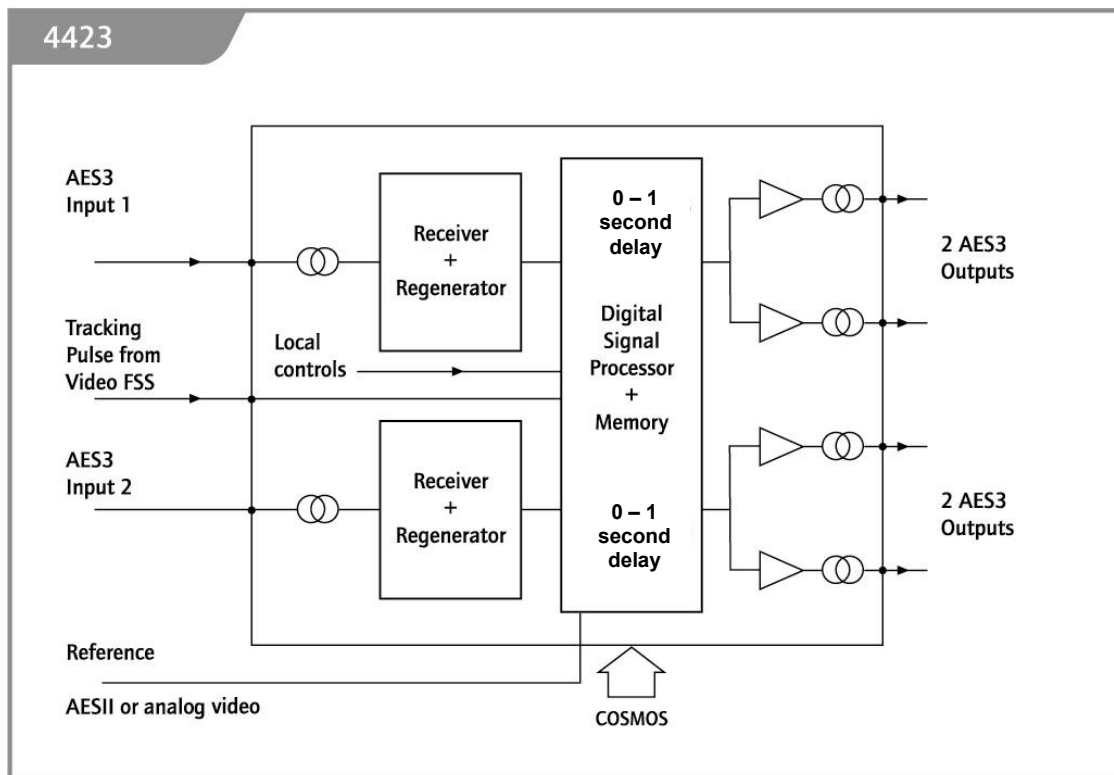 4423
AES3
Input 1
Receiver
+
Regenerator
0 – 1
second
delay
2 AES3
Outputs
Tracking
Pulse from
Video FSS
Local
controls
Digital
Signal
Processor
+
Memory
AES3
Input 2
Receiver
+
Regenerator
0 – 1
second
delay
2 AES3
Outputs
Reference
AESII or analog video
COSMOS